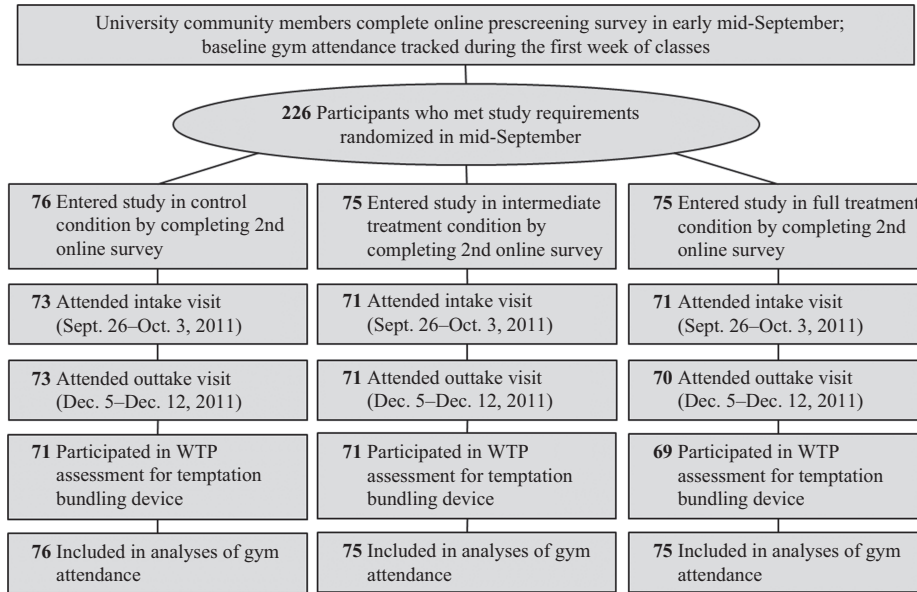 University community members complete online prescreening survey in early mid-September;
baseline gym attendance tracked during the first week of classes
226 Participants who met study requirements
randomized in mid-September
76 Entered study in control
condition by completing 2nd
online survey
75 Entered study in intermediate
treatment condition by
completing 2nd online survey
75 Entered study in full treatment
condition by completing 2nd
online survey
73 Attended intake visit
(Sept. 26–Oct. 3, 2011)
71 Attended intake visit
(Sept. 26–Oct. 3, 2011)
71 Attended intake visit
(Sept. 26–Oct. 3, 2011)
73 Attended outtake visit
(Dec. 5–Dec. 12, 2011)
71 Attended outtake visit
(Dec. 5–Dec. 12, 2011)
70 Attended outtake visit
(Dec. 5–Dec. 12, 2011)
71 Participated in WTP
assessment for temptation
bundling device
71 Participated in WTP
assessment for temptation
bundling device
69 Participated in WTP
assessment for temptation
bundling device
76 Included in analyses of gym
attendance
75 Included in analyses of gym
attendance
75 Included in analyses of gym
attendance